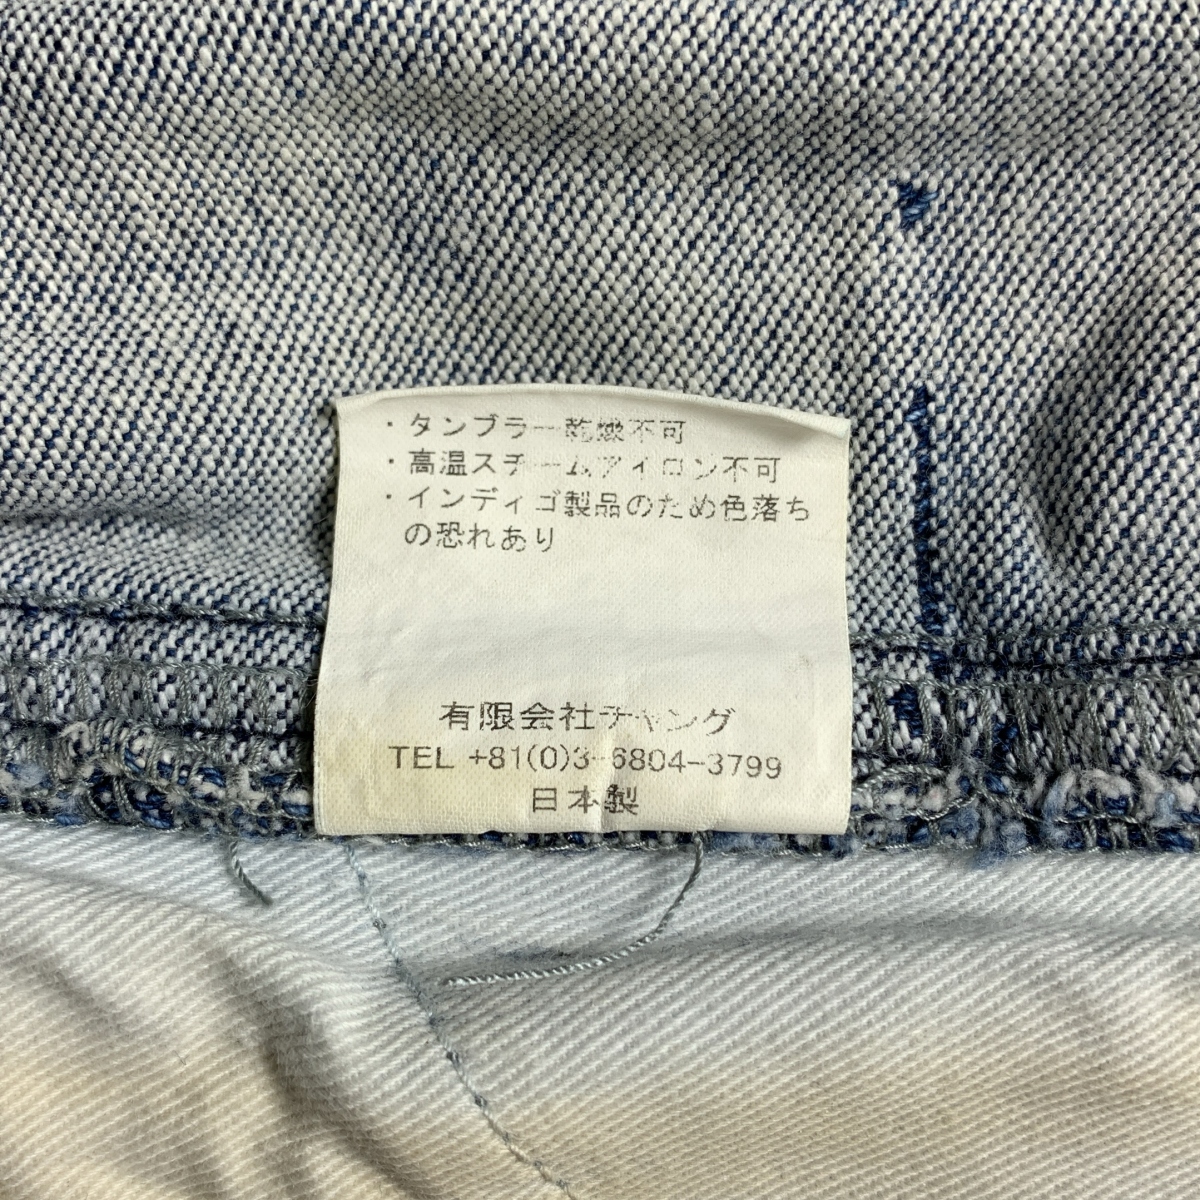 ・タンブラー乾燥不可
・高温スチームアイロン不可
・インディゴ製品のため色落ち
の恐れあり
有限会社チャング
TEL +81(0)3-6804-3799
日本製